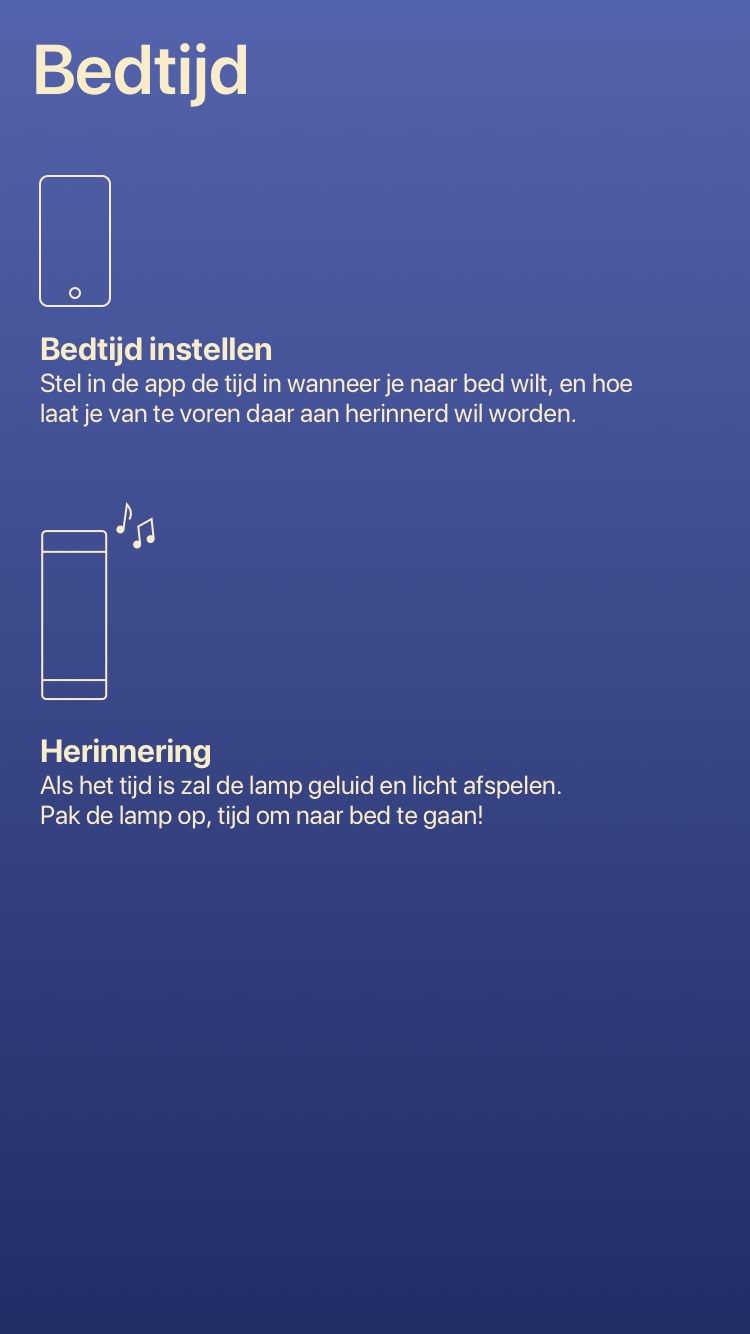 Bedtijd
Bedtijd instellen
Stel in de app de tijd in wanneer je naar bed wilt, en hoe
laat je van te voren daar aan herinnerd wil worden.
Herinnering
Als het tijd is zal de lamp geluid en licht afspelen.
Pak de lamp op, tijd om naar bed te gaan!